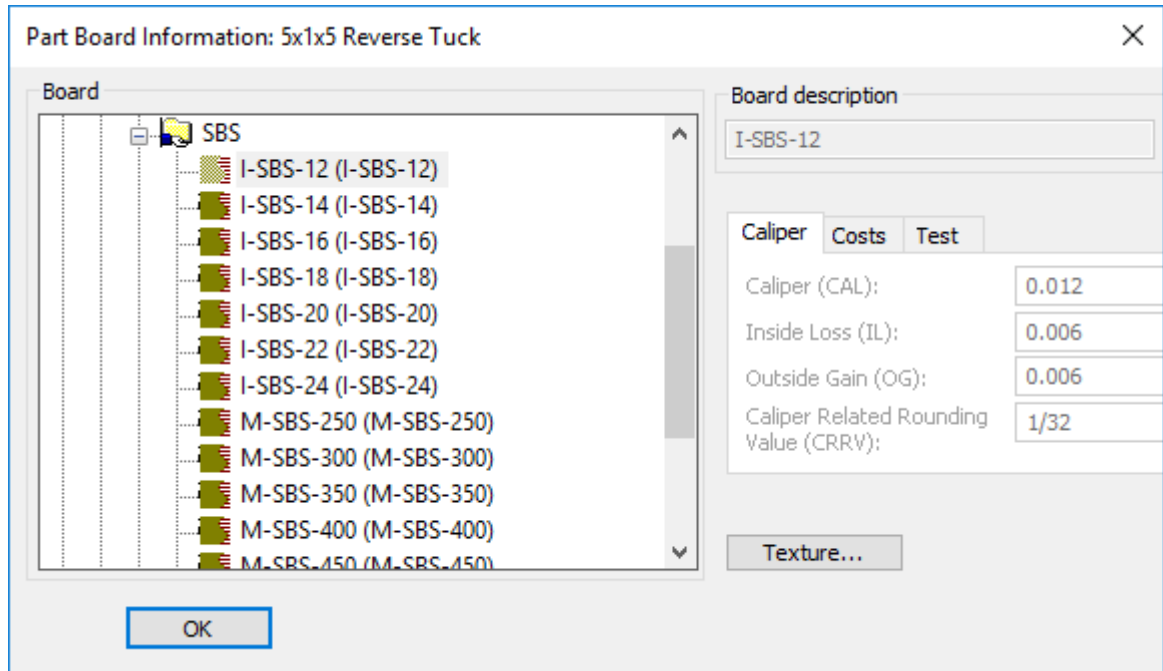 Part Board Information: 5x1x5 Reverse Tuck
Board
SBS
I-SBS-12 (I-SBS-12)
I-SBS-14 (I-SBS-14)
I-SBS-16 (I-SBS-16)
I-SBS-18 (I-SBS-18)
I-SBS-20 (I-SBS-20)
I-SBS-22 (I-SBS-22)
I-SBS-24 (I-SBS-24)
M-SBS-250 (M-SBS-250)
M-SBS-300 (M-SBS-300)
M-SBS-350 (M-SBS-350)
M-SBS-400 (M-SBS-400)
M-SBS-450 (M-SBS-450)
OK
Board description
I-SBS-12
Caliper Costs Test
Caliper (CAL): 0.012
Inside Loss (IL): 0.006
Outside Gain (OG): 0.006
Caliper Related Rounding
Value (CRRV): 1/32
Texture...